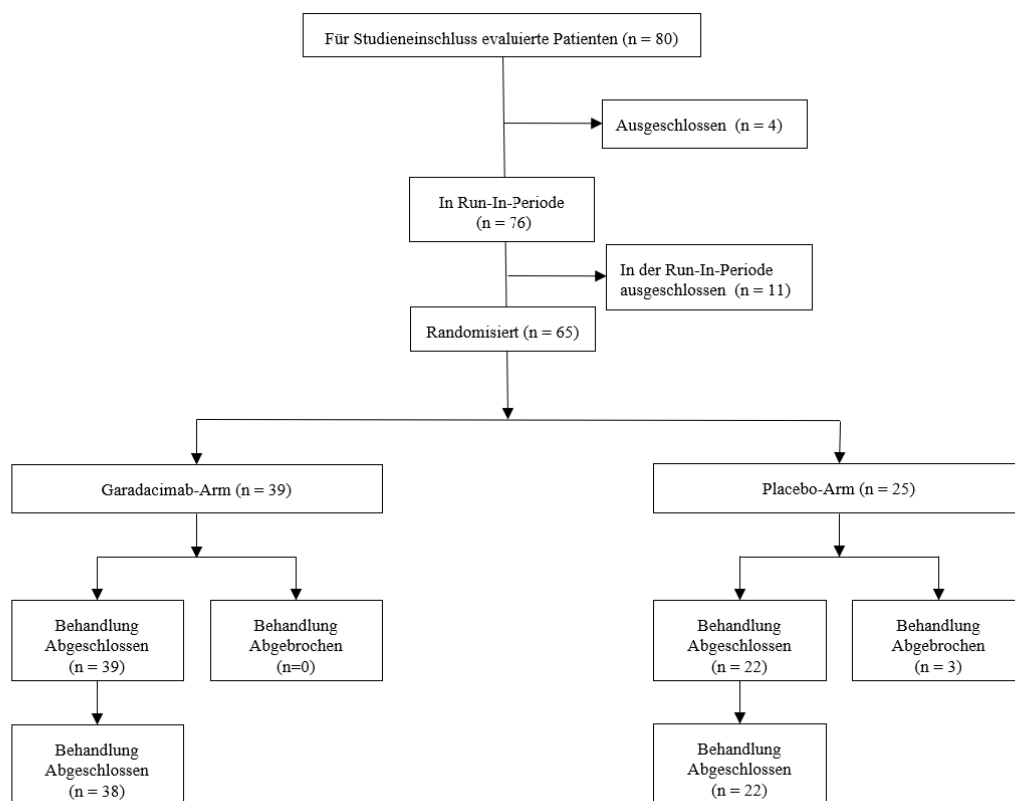 Für Studieneinschluss evaluierte Patienten (n = 80)
Ausgeschlossen (n = 4)
In Run-In-Periode
(n = 76)
In der Run-In-Periode
ausgeschlossen (n = 11)
Randomisiert (n = 65)
Garadacimab-Arm (n = 39)
Placebo-Arm (n = 25)
Behandlung
Abgeschlossen
(n = 39)
Behandlung
Abgebrochen
(n=0)
Behandlung
Abgeschlossen
(n = 22)
Behandlung
Abgebrochen
(n = 3)
Behandlung
Abgeschlossen
(n = 38)
Behandlung
Abgeschlossen
(n = 22)